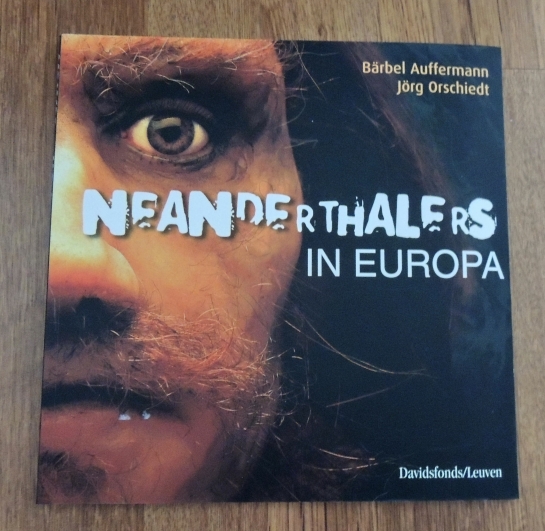 Bärbel Auffermann
Jörg Orschiedt
NEANDERTHALERS
IN EUROPA
Davidsfonds/Leuven